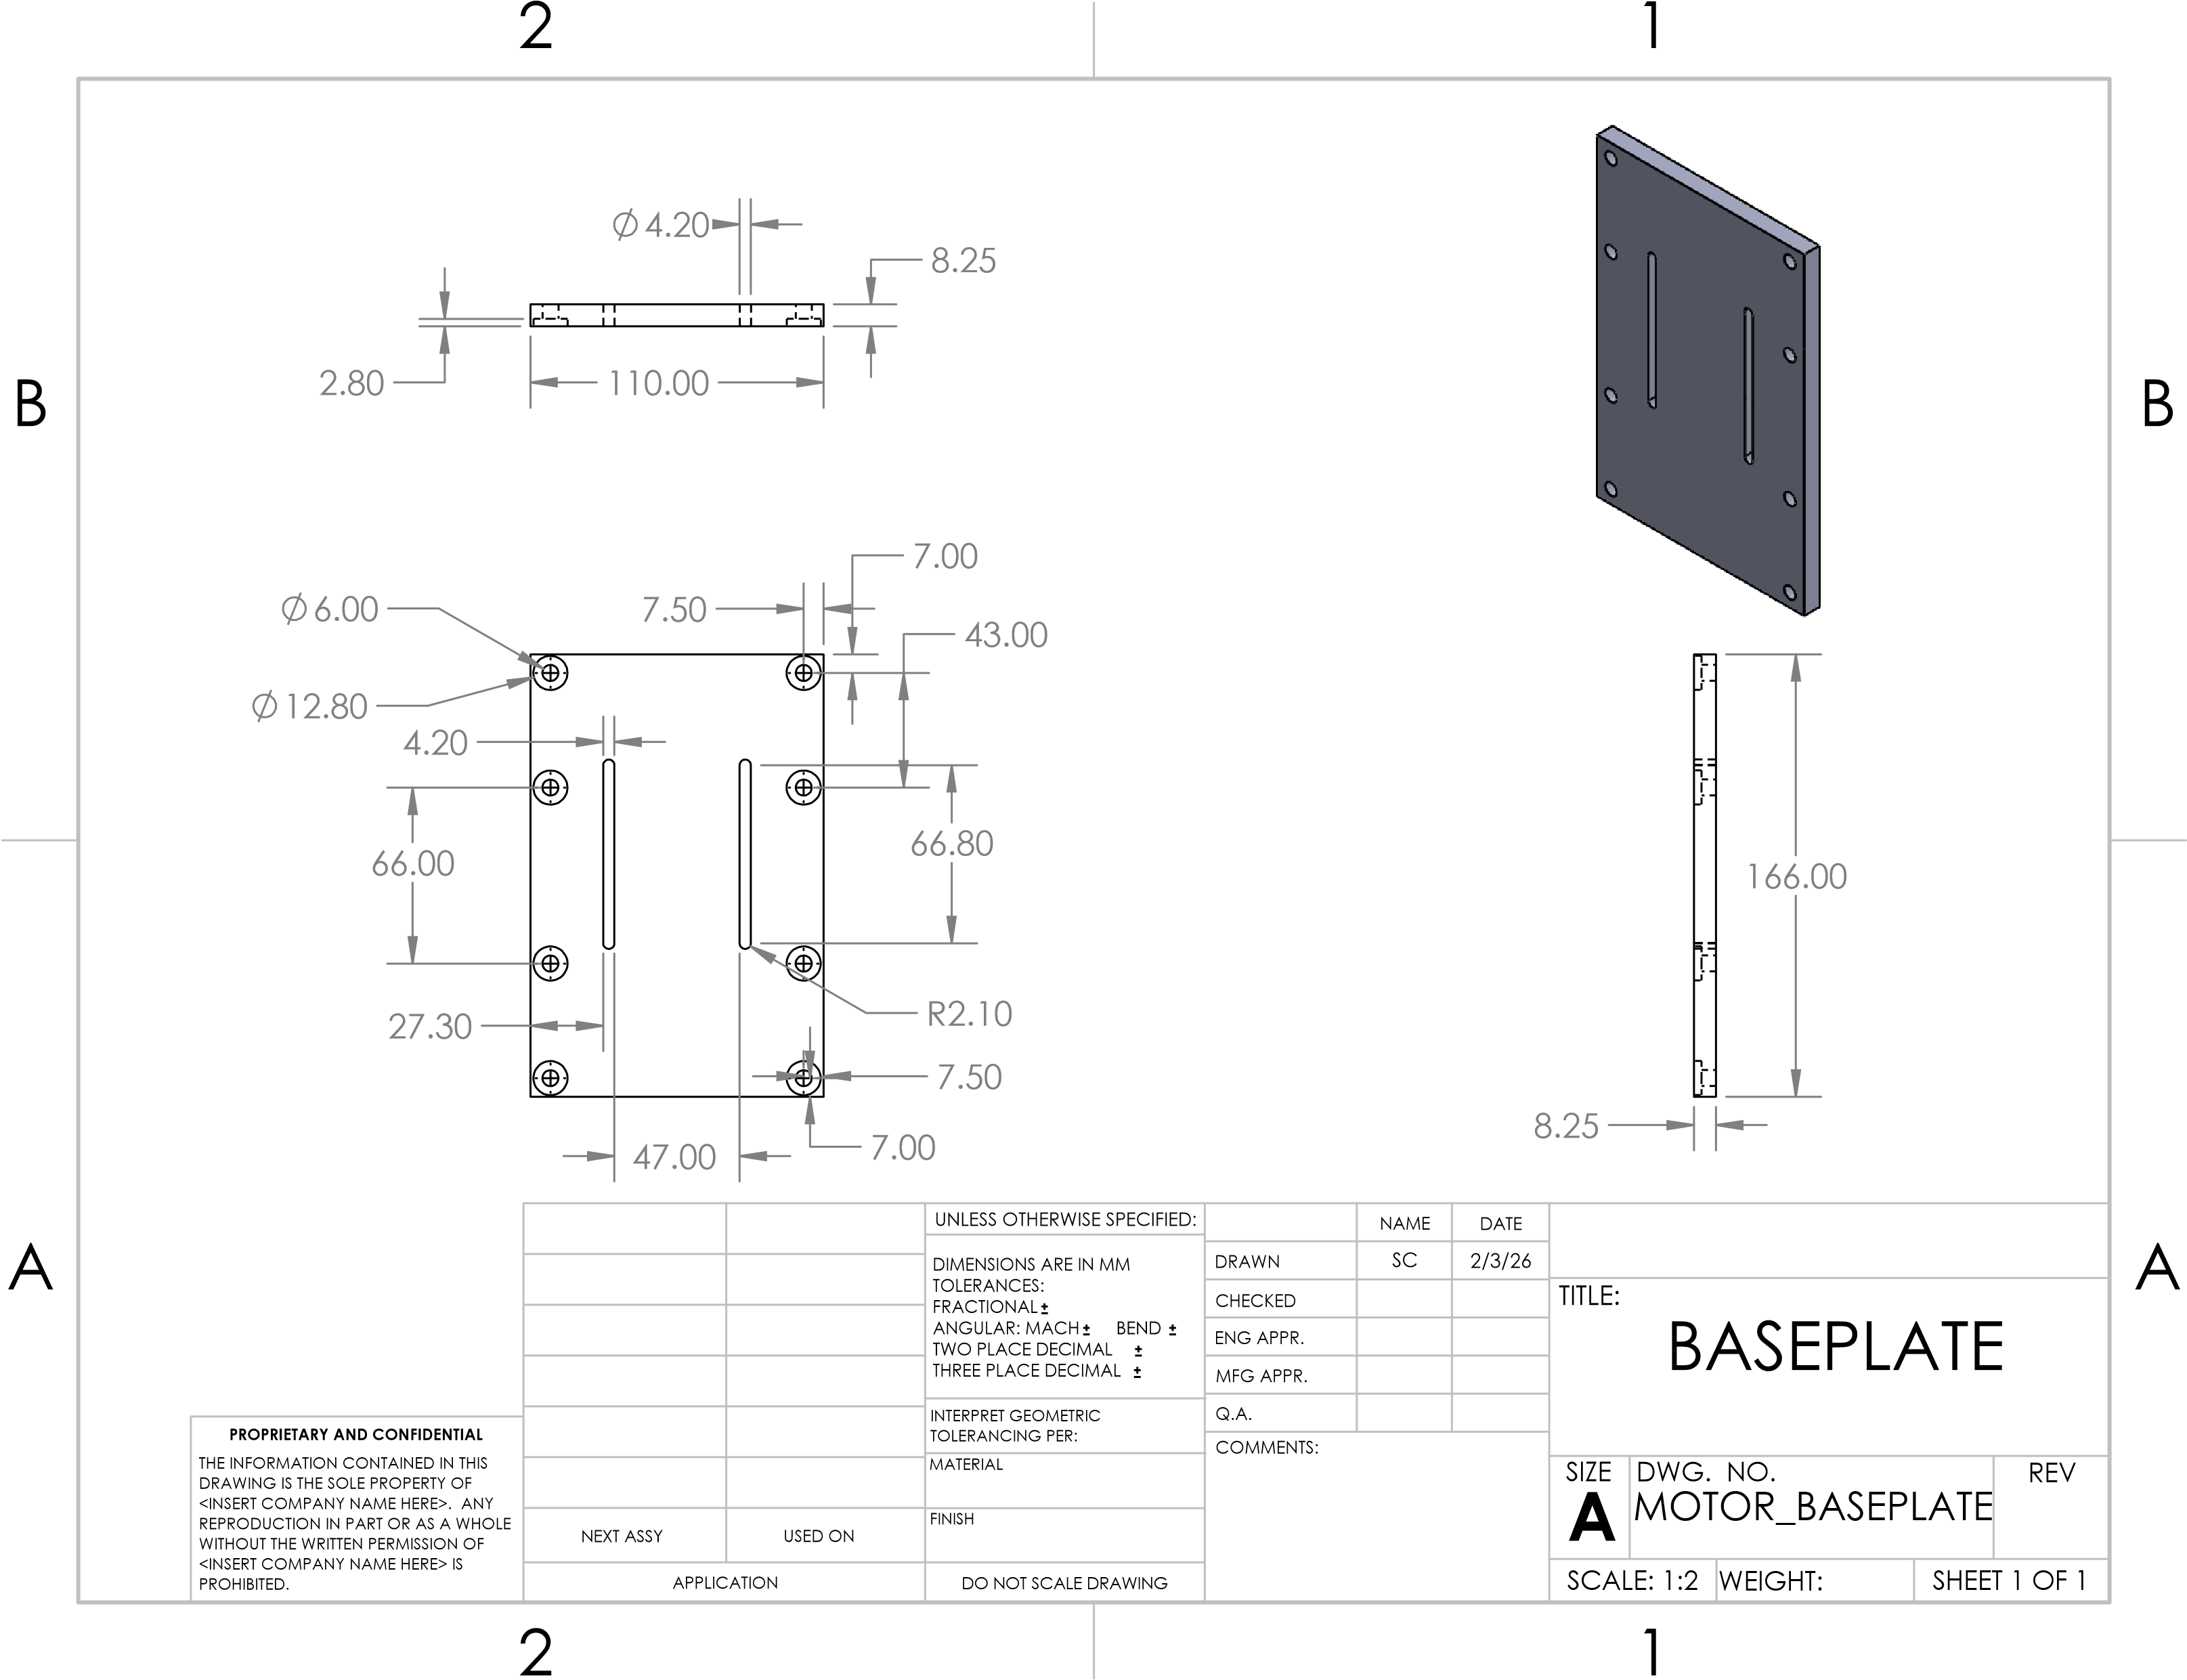 2
1
B
B
A
A
2
1
Ø4.20
8.25
2.80
110.00
7.00
Ø6.00
7.50
43.00
Ø12.80
4.20
66.80
66.00
R2.10
27.30
7.50
47.00
7.00
166.00
8.25
PROPRIETARY AND CONFIDENTIAL
THE INFORMATION CONTAINED IN THIS
DRAWING IS THE SOLE PROPERTY OF
<INSERT COMPANY NAME HERE>. ANY
REPRODUCTION IN PART OR AS A WHOLE
WITHOUT THE WRITTEN PERMISSION OF
<INSERT COMPANY NAME HERE> IS
PROHIBITED.
NEXT ASSY
USED ON
APPLICATION
UNLESS OTHERWISE SPECIFIED:
DIMENSIONS ARE IN MM
TOLERANCES:
FRACTIONAL ±
ANGULAR: MACH ± BEND ±
TWO PLACE DECIMAL ±
THREE PLACE DECIMAL ±
INTERPRET GEOMETRIC
TOLERANCING PER:
MATERIAL
FINISH
DO NOT SCALE DRAWING
NAME
DATE
DRAWN
SC
2/3/26
CHECKED
ENG APPR.
MFG APPR.
Q.A.
COMMENTS:
TITLE:
BASEPLATE
SIZE
A
DWG. NO.
MOTOR_BASEPLATE
REV
SCALE: 1:2
WEIGHT:
SHEET 1 OF 1